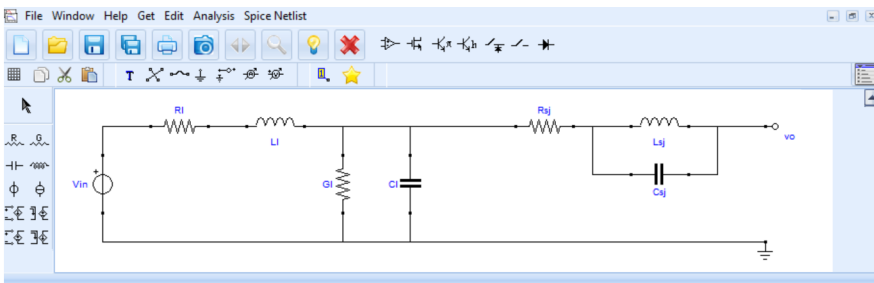 File Window Help Get Edit Analysis Spice Netlist
T
R G
Rl
Ll
Vin
+
Gl
Cl
Rsj
Lsj
Csj
vo